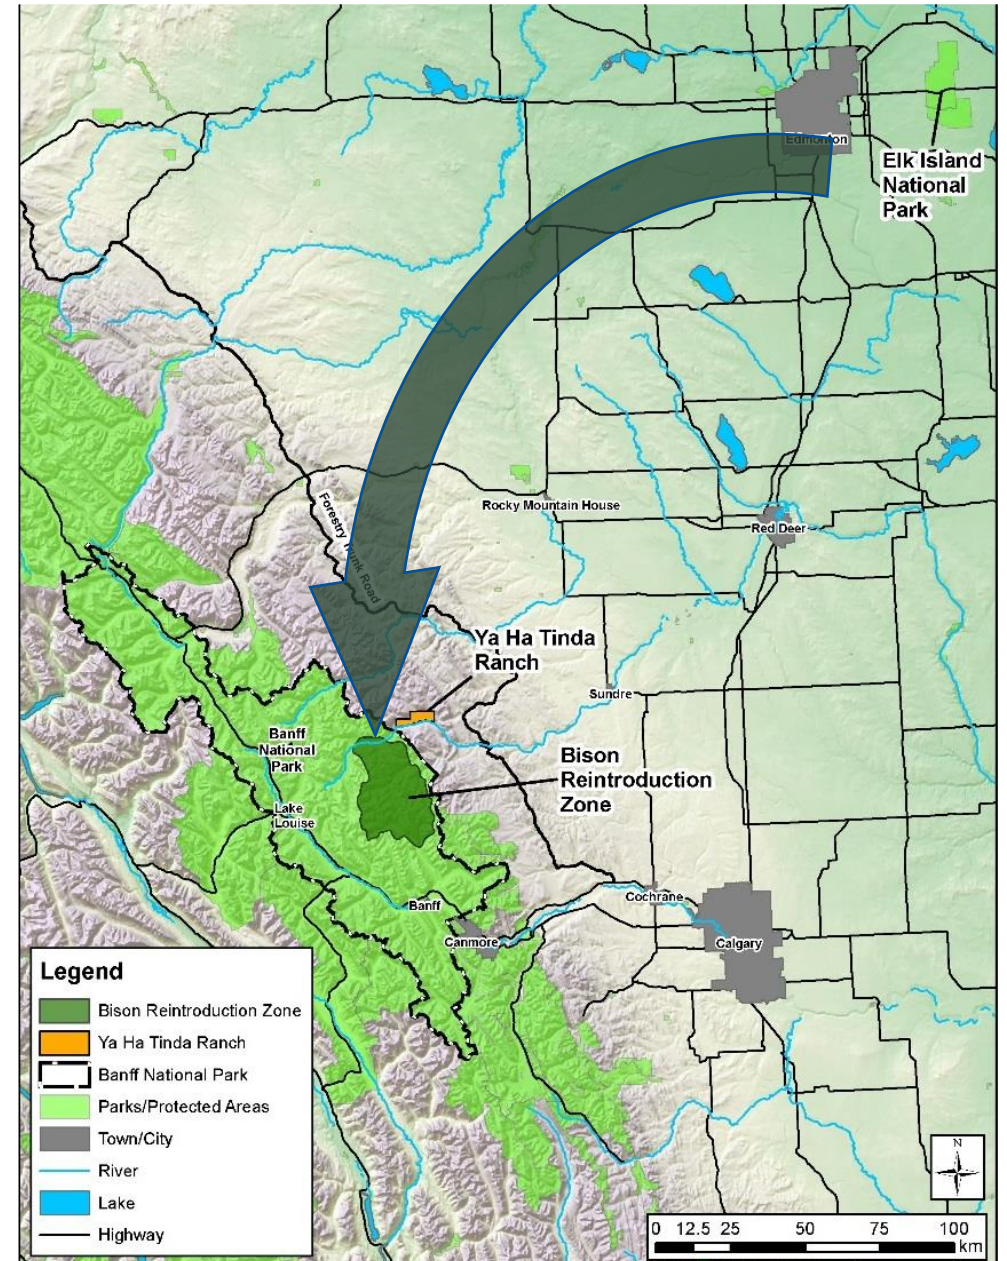 Edmonton
Elk Island
National
Park
Rocky Mountain House
Forestry Trunk Road
Red Deer
Ya Ha Tinda
Ranch
Sundre
Banff
National
Park
Bison
Reintroduction
Zone
Lake
Louise
Banff
Cochrane
Canmore
Calgary
Legend
Bison Reintroduction Zone
Ya Ha Tinda Ranch
Banff National Park
Parks/Protected Areas
Town/City
River
Lake
Highway
N
0 12.5 25 50 75 100
km